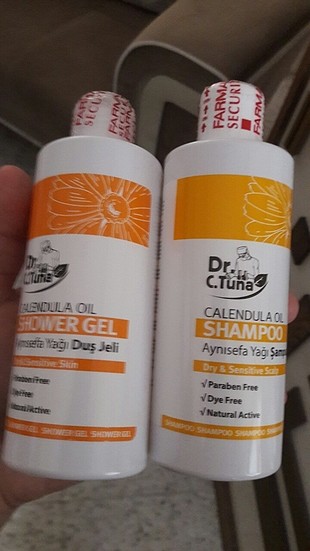 FARMA
SECURI
Dr.
C.Tuna
CALENDULA OIL
SHOWER GEL
Aynısefa Yağı Duş Jeli
Sensitive Skin
Paraben Free
Dye Free
Natural Active
SHOWER GEL SHOWER GEL SHOWER GEL
FARMA
SECURI
Dr.
C.Tuna
CALENDULA OIL
SHAMPOO
Aynısefa Yağı Şampu
Dry & Sensitive Scalp
√ Paraben Free
√ Dye Free
√ Natural Active
SHAMPOO SHAMPOO SHAMPOO SHAMPOO